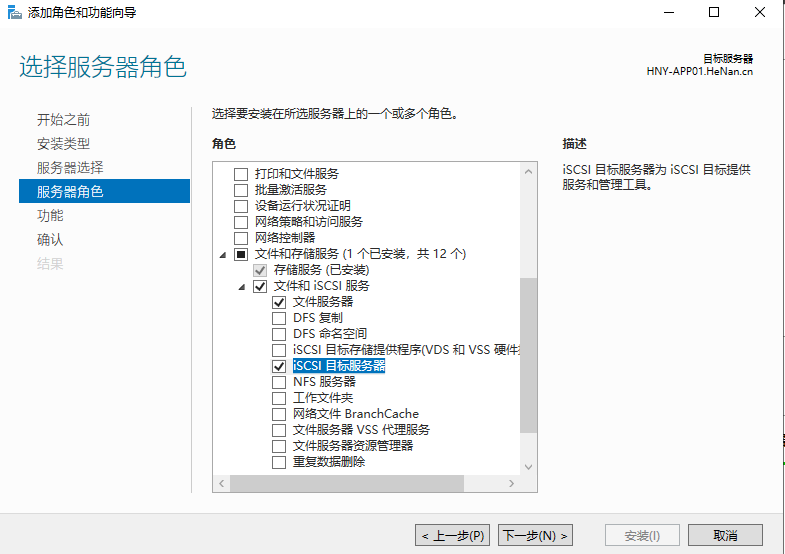 添加角色和功能向导
选择服务器角色
目标服务器
HNY-APP01.HeNan.cn
开始之前
安装类型
服务器选择
服务器角色
功能
确认
结果
选择要安装在所选服务器上的一个或多个角色。
角色
打印和文件服务
批量激活服务
设备运行状况证明
网络策略和访问服务
网络控制器
文件和存储服务 (1 个已安装，共 12 个)
存储服务 (已安装)
文件和 iSCSI 服务
文件服务器
DFS 复制
DFS 命名空间
iSCSI 目标存储提供程序(VDS 和 VSS 硬件
iSCSI 目标服务器
NFS 服务器
工作文件夹
网络文件 BranchCache
文件服务器 VSS 代理服务
文件服务器资源管理器
重复数据删除
描述
iSCSI 目标服务器为 iSCSI 目标提供
服务和管理工具。
< 上一步(P)
下一步(N) >
安装(I)
取消